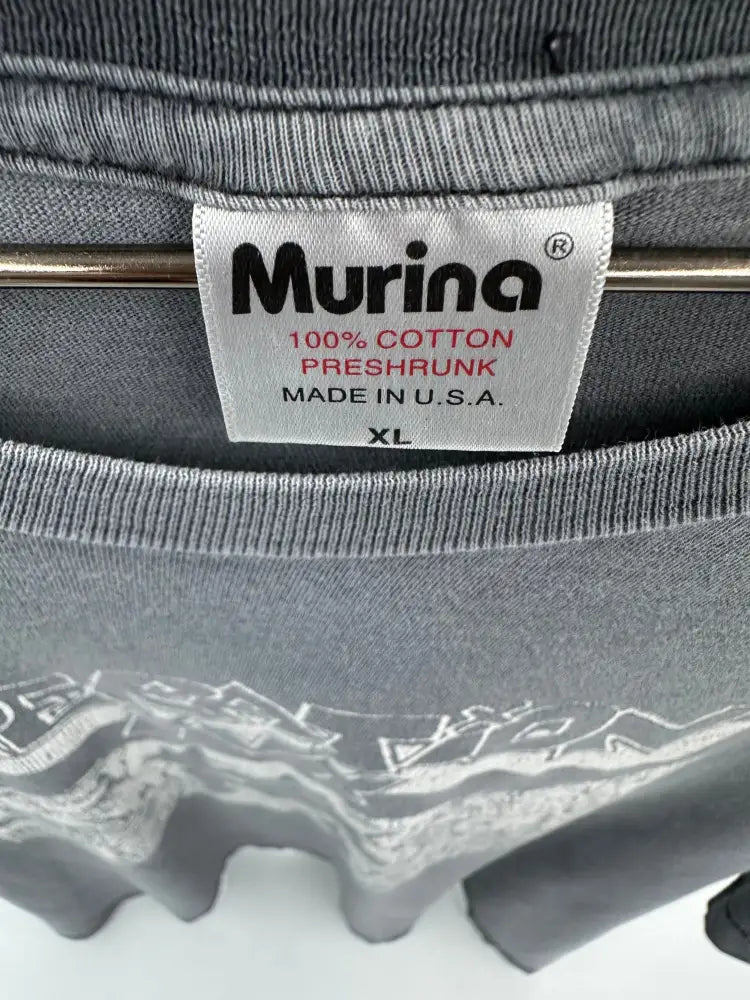 Murina®
100% COTTON
PRESHRUNK
MADE IN U.S.A.
XL